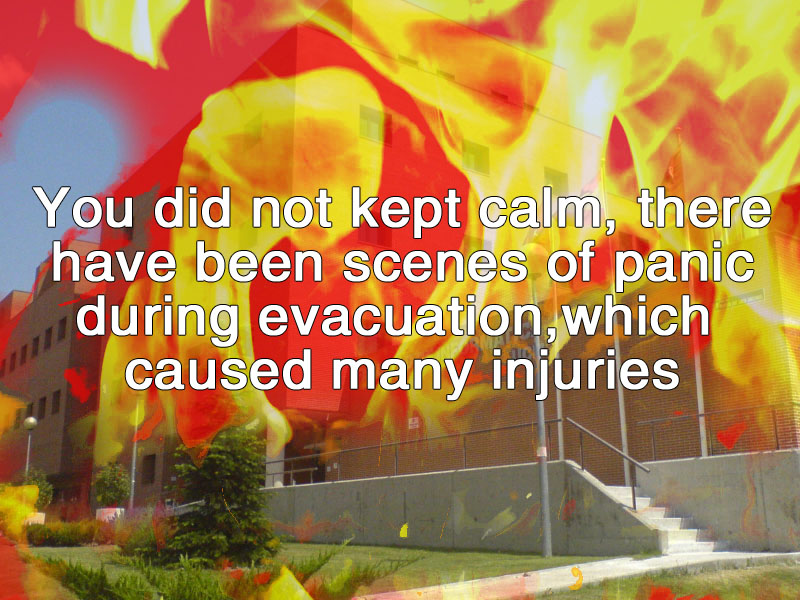 You did not kept calm, there
have been scenes of panic
during evacuation,which
caused many injuries